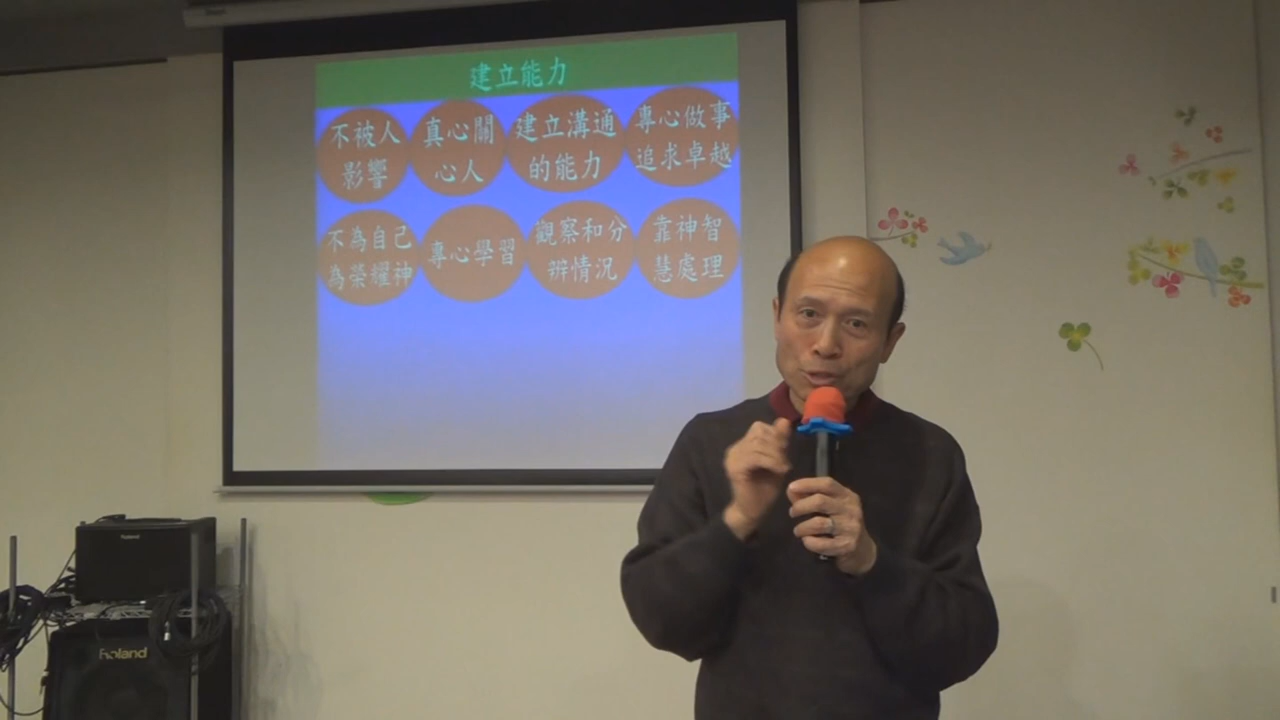 建立能力
不被人
影響
真心關
心人
建立溝通
的能力
專心做事
追求卓越
不為自己
為榮耀神
專心學習
觀察和分
辨情況
靠神智
慧處理
Roland
Roland